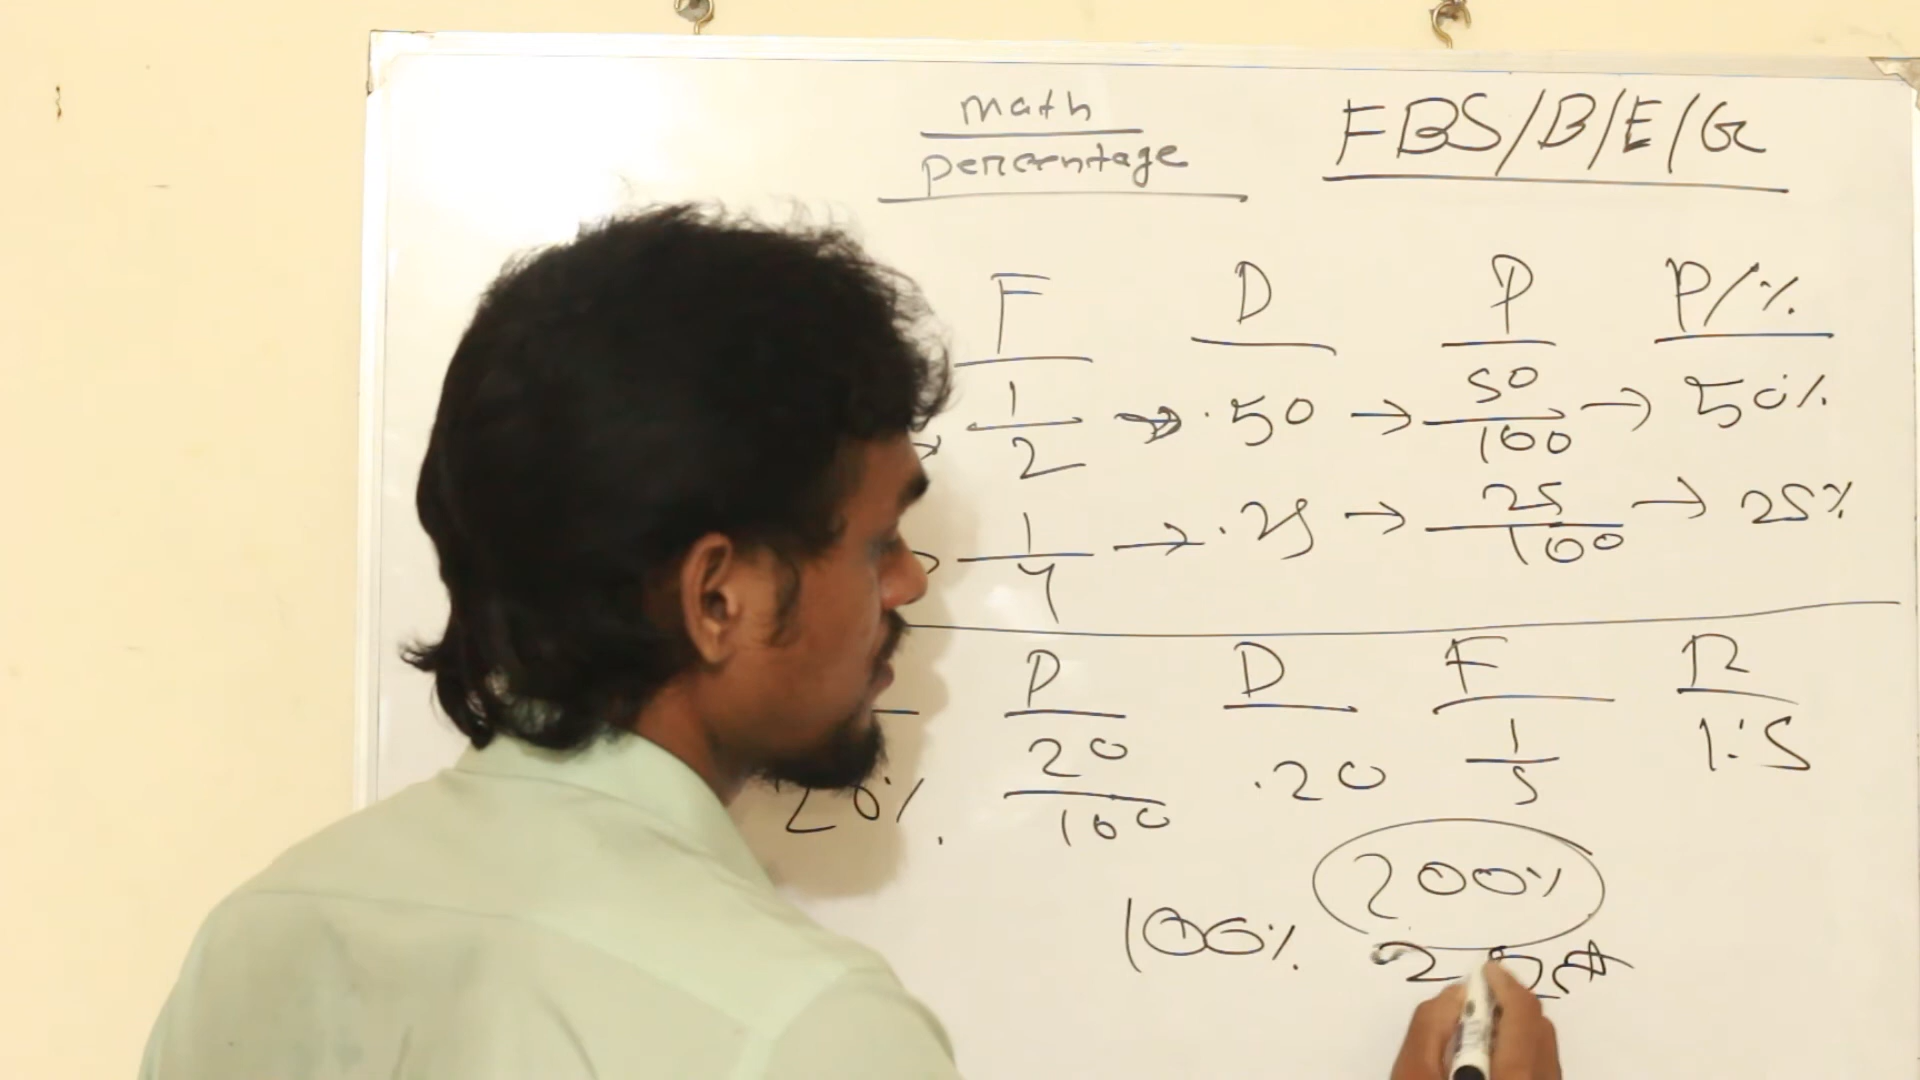 math
percentage
FBS/B/E/G
F D P P/%
1/2 → .50 → 50/100 → 50%
1/4 → .25 → 25/100 → 25%
P D F R
20% 20/100 .20 1/5 1:5
200%
100%